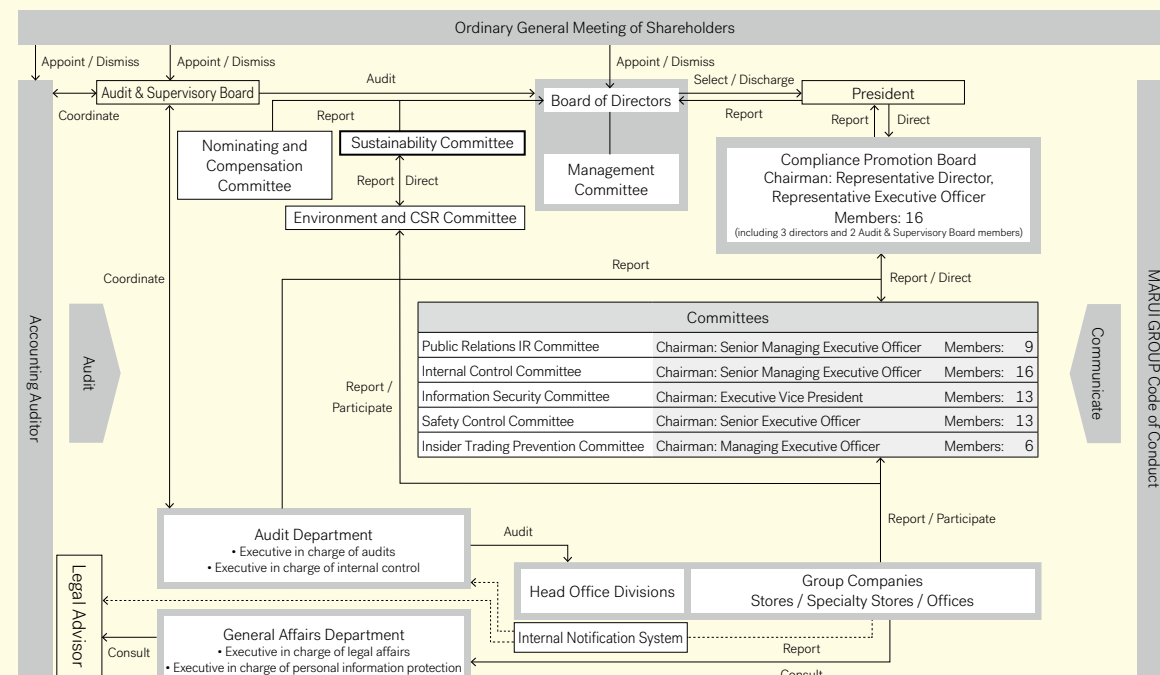 Ordinary General Meeting of Shareholders
Appoint / Dismiss
Appoint / Dismiss
Appoint / Dismiss
Audit & Supervisory Board
Coordinate
Audit
Board of Directors
Select / Discharge
Report
President
Report
Direct
Report
Nominating and
Compensation
Committee
Sustainability Committee
Report
Direct
Environment and CSR Committee
Management
Committee
Compliance Promotion Board
Chairman: Representative Director,
Representative Executive Officer
Members: 16
(including 3 directors and 2 Audit & Supervisory Board members)
Coordinate
Report
Report / Direct
Accounting Auditor
Audit
Communicate
MARUI GROUP Code of Conduct
Committees
Public Relations IR Committee Chairman: Senior Managing Executive Officer Members: 9
Internal Control Committee Chairman: Senior Managing Executive Officer Members: 16
Information Security Committee Chairman: Executive Vice President Members: 13
Safety Control Committee Chairman: Senior Executive Officer Members: 13
Insider Trading Prevention Committee Chairman: Managing Executive Officer Members: 6
Report /
Participate
Report / Participate
Audit Department
• Executive in charge of audits
• Executive in charge of internal control
Audit
Head Office Divisions
Group Companies
Stores / Specialty Stores / Offices
Legal Advisor
Consult
General Affairs Department
• Executive in charge of legal affairs
• Executive in charge of personal information protection
Internal Notification System
Report
Consult